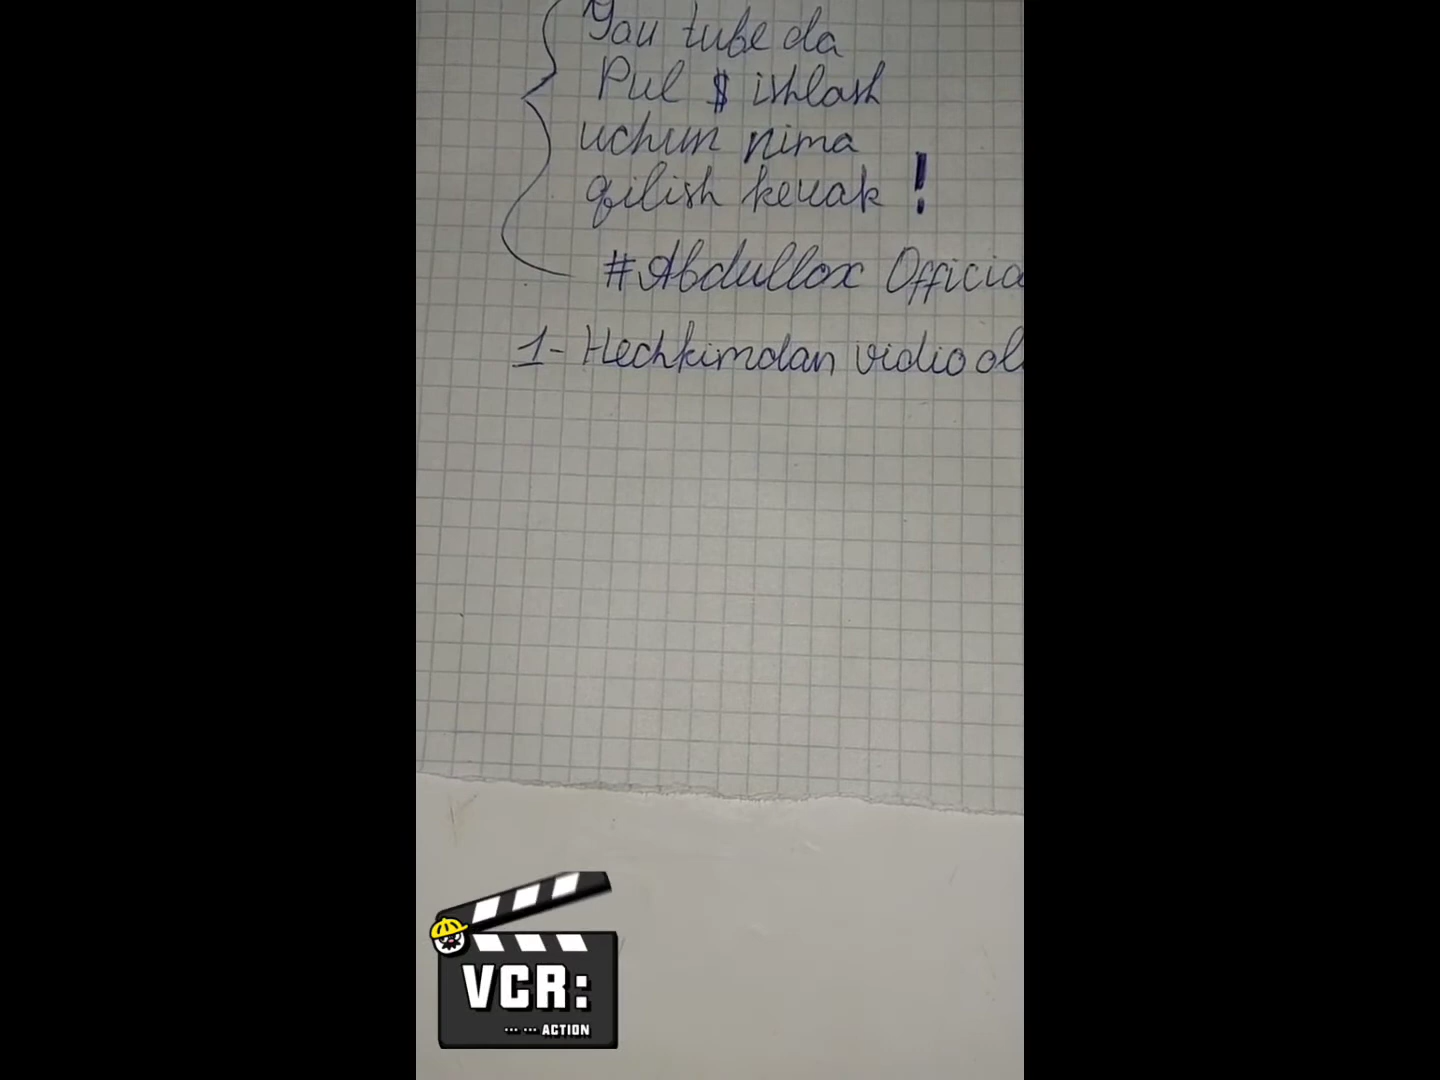 You tube da
Pul $ ishlash
uchun nima
qilish kerak !
#Abdullox Officia
1- Hechkimdan vidio ol
VCR:
... ... ACTION